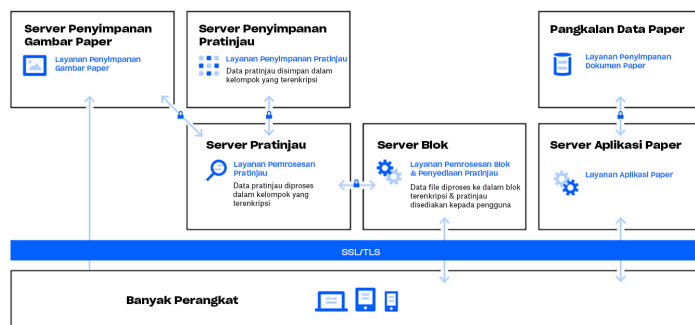 Server Penyimpanan
Gambar Paper
Layanan Penyimpanan
Gambar Paper
Server Penyimpanan
Pratinjau
Layanan Penyimpanan Pratinjau
Data pratinjau disimpan dalam
kelompok yang terenkripsi
Pangkalan Data Paper
Layanan Penyimpanan
Dokumen Paper
Server Pratinjau
Layanan Pemrosesan
Pratinjau
Data pratinjau diproses
dalam kelompok yang
terenkripsi
Server Blok
Layanan Pemrosesan Blok
& Penyediaan Pratinjau
Data file diproses ke dalam blok
terenkripsi & pratinjau
disediakan kepada pengguna
Server Aplikasi Paper
Layanan Aplikasi Paper
SSL/TLS
Banyak Perangkat